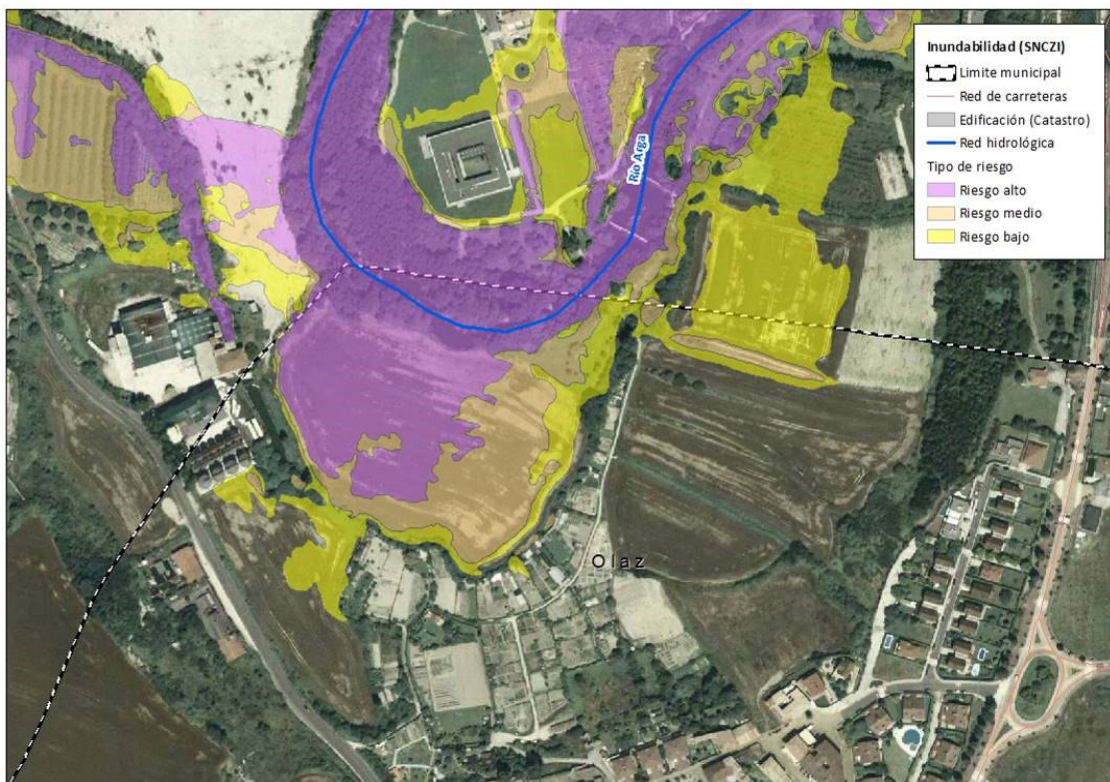 Inundabilidad (SNCZI)
Limite municipal
Red de carreteras
Edificación (Catastro)
Red hidrológica
Tipo de riesgo
Riesgo alto
Riesgo medio
Riesgo bajo
Río Arga
Olaz